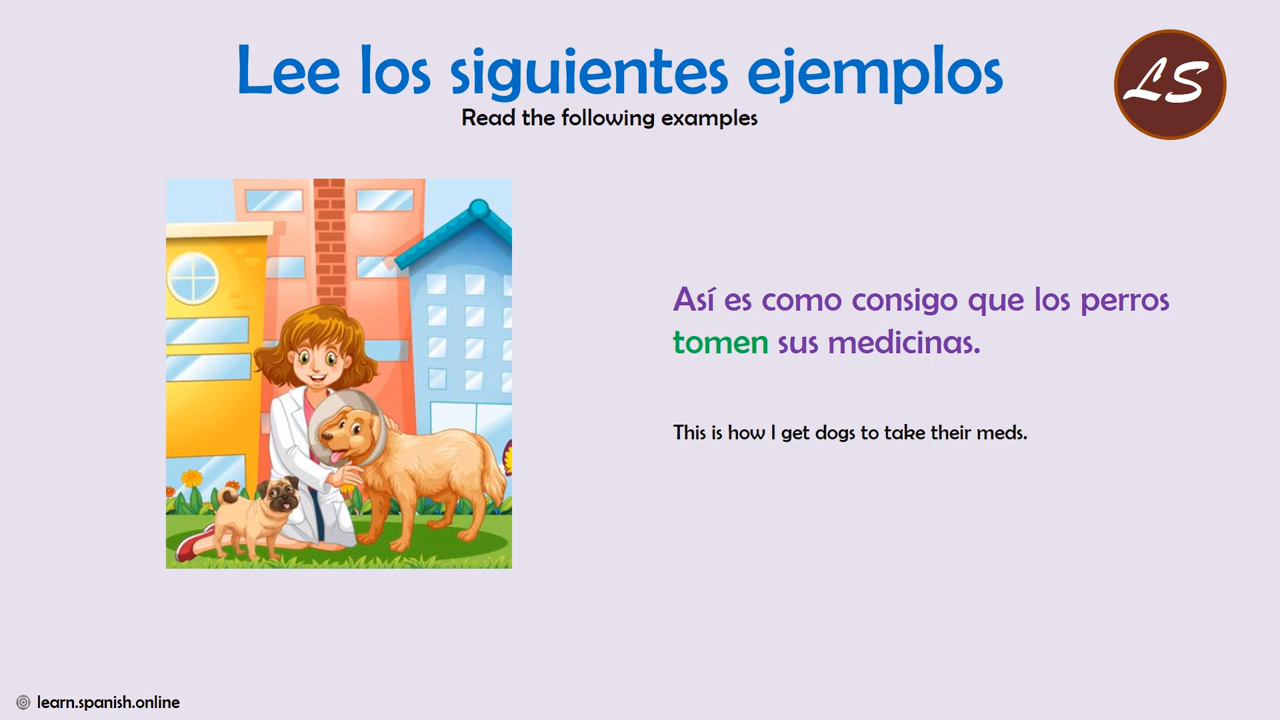 Lee los siguientes ejemplos
Read the following examples
LS
Así es como consigo que los perros
tomen sus medicinas.
This is how I get dogs to take their meds.
learn.spanish.online